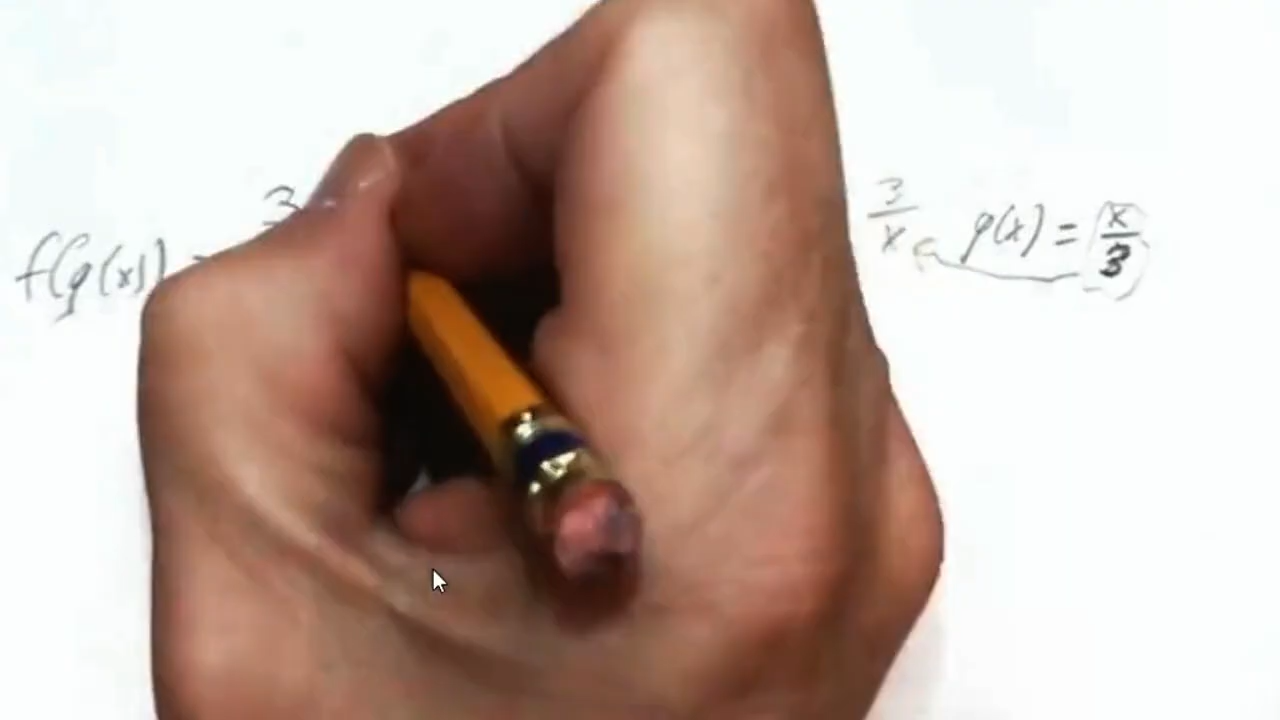 f(g(x)) = 3
3/x g(x) = x/3